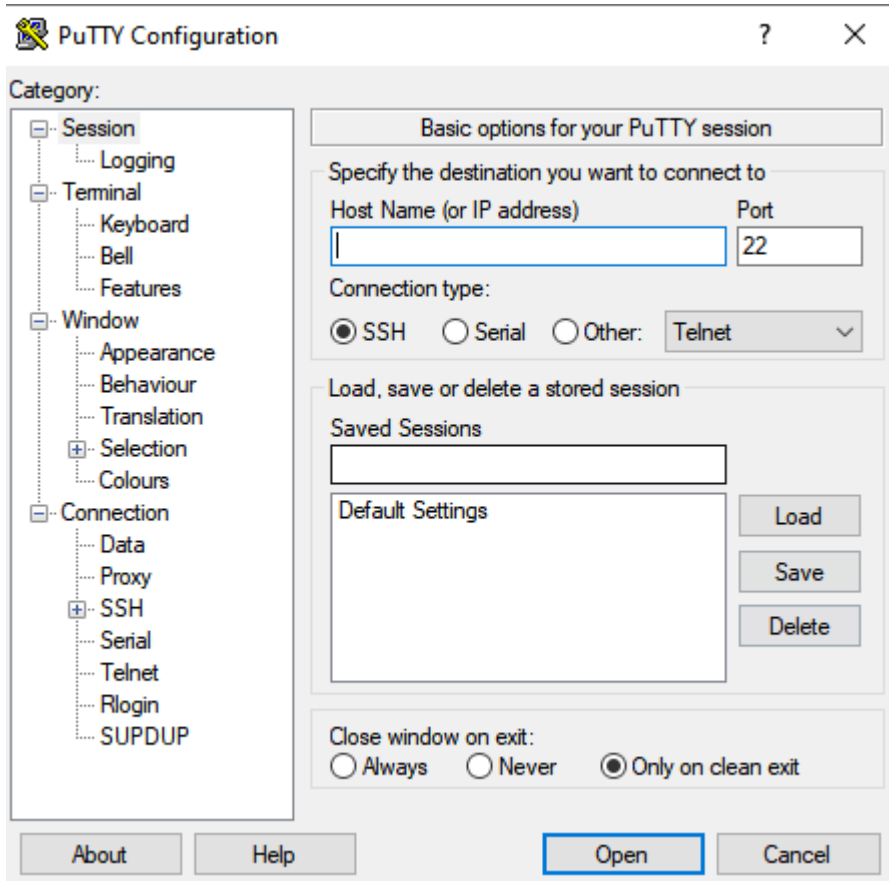 PuTTY Configuration
?
Category:
Session
Logging
Terminal
Keyboard
Bell
Features
Window
Appearance
Behaviour
Translation
Selection
Colours
Connection
Data
Proxy
SSH
Serial
Telnet
Rlogin
SUPDUP
Basic options for your PuTTY session
Specify the destination you want to connect to
Host Name (or IP address) Port
22
Connection type:
SSH Serial Other: Telnet
Load, save or delete a stored session
Saved Sessions
Default Settings
Load
Save
Delete
Close window on exit:
Always Never Only on clean exit
About Help Open Cancel